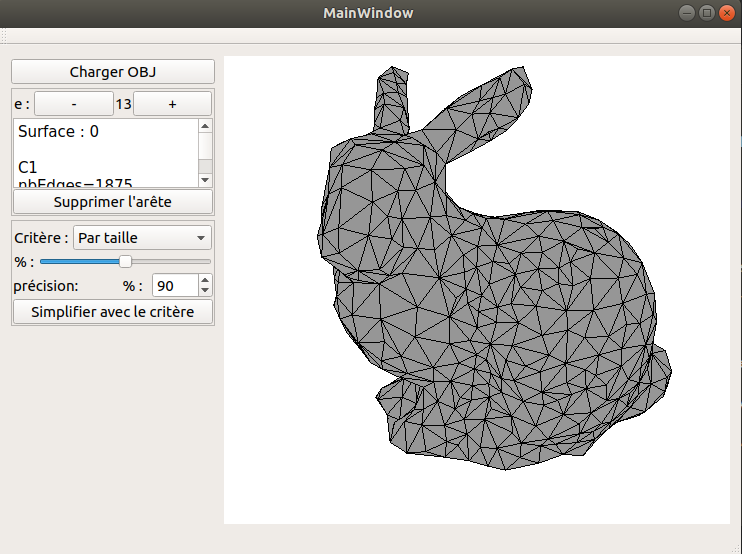 MainWindow
Charger OBJ
e : - 13 +
Surface : 0
C1
nbEdges=1875
Supprimer l'arête
Critère : Par taille
% :
précision: % : 90
Simplifier avec le critère